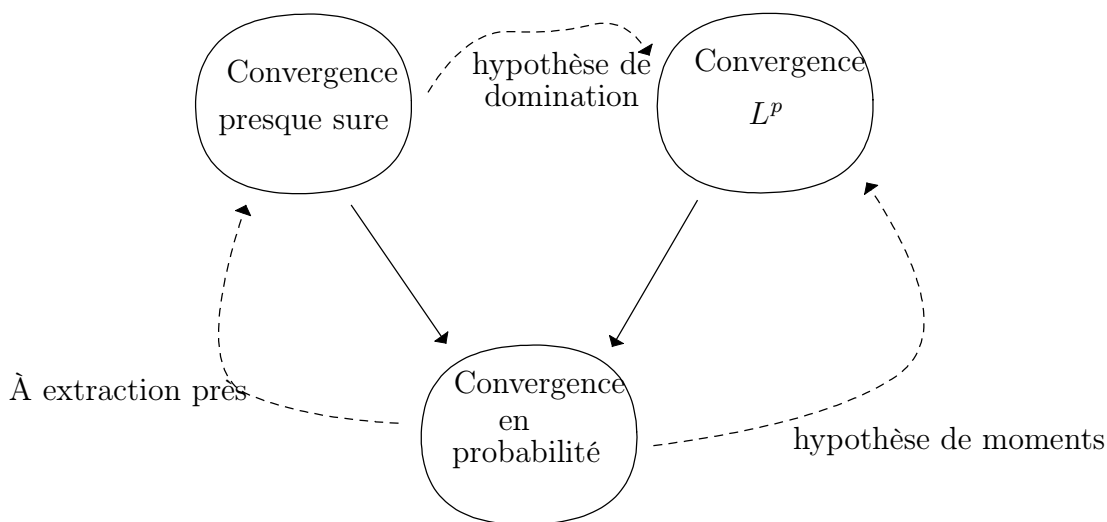 Convergence
presque sure
hypothèse de
domination
Convergence
L^p
À extraction près
Convergence
en
probabilité
hypothèse de moments